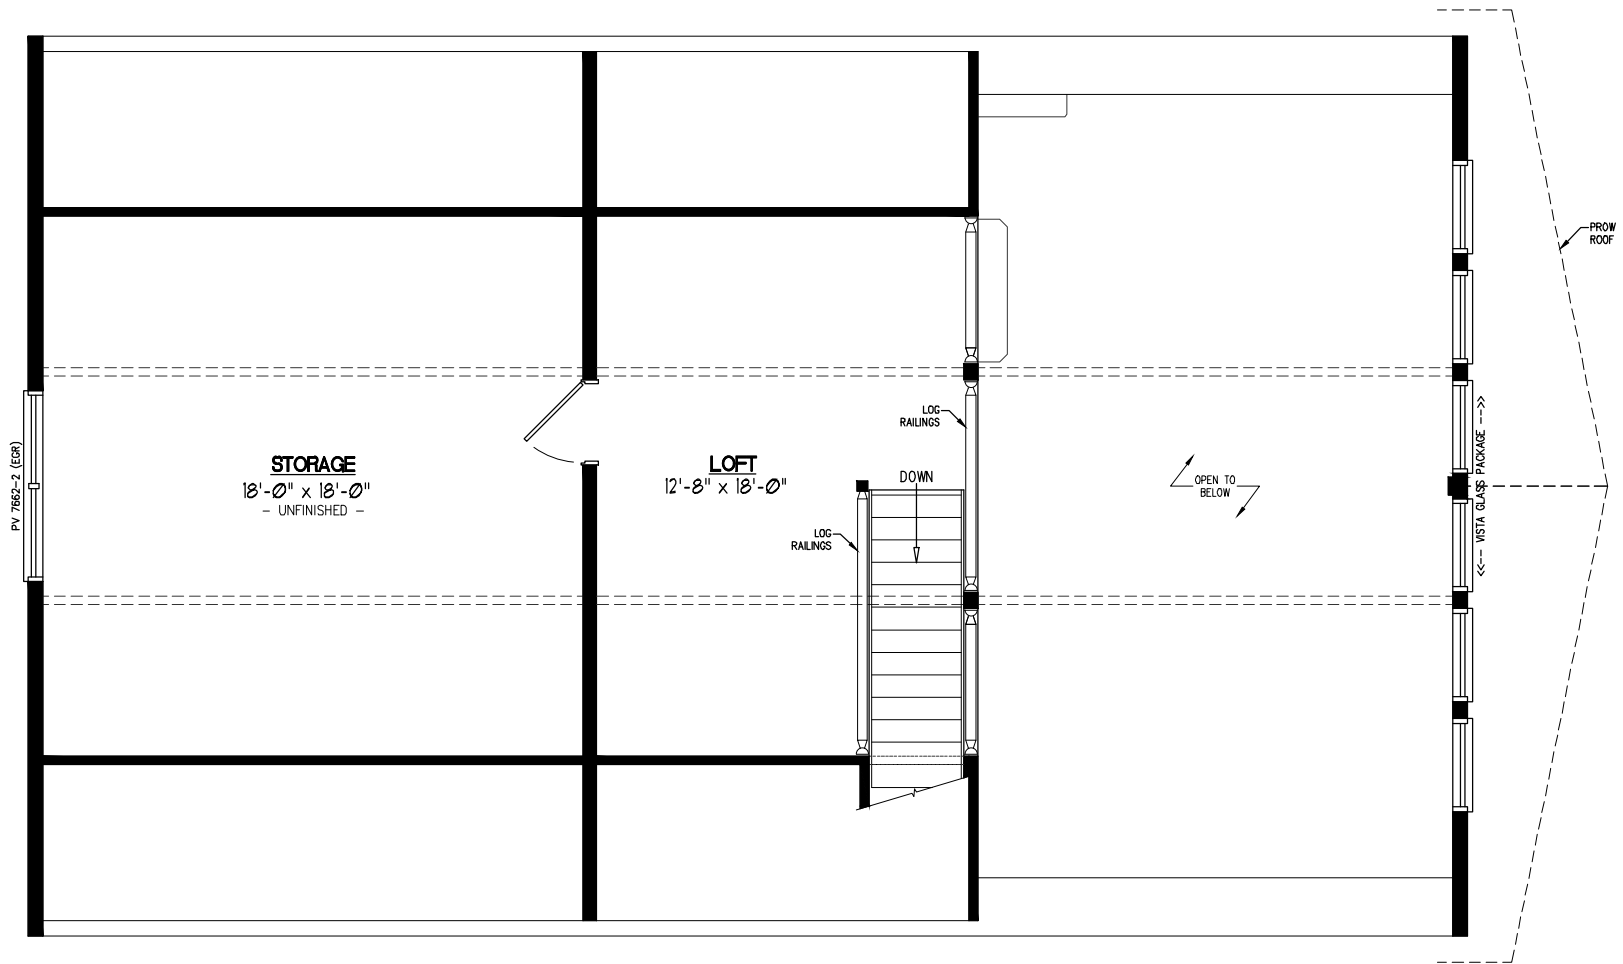 PROW
ROOF
LOG
RAILINGS
STORAGE
18'-0" x 18'-0"
- UNFINISHED -
LOFT
12'-8" x 18'-0"
DOWN
LOG
RAILINGS
OPEN TO
BELOW
PV 7662-2 (EGR)
<<-- VISTA GLASS PACKAGE -->>